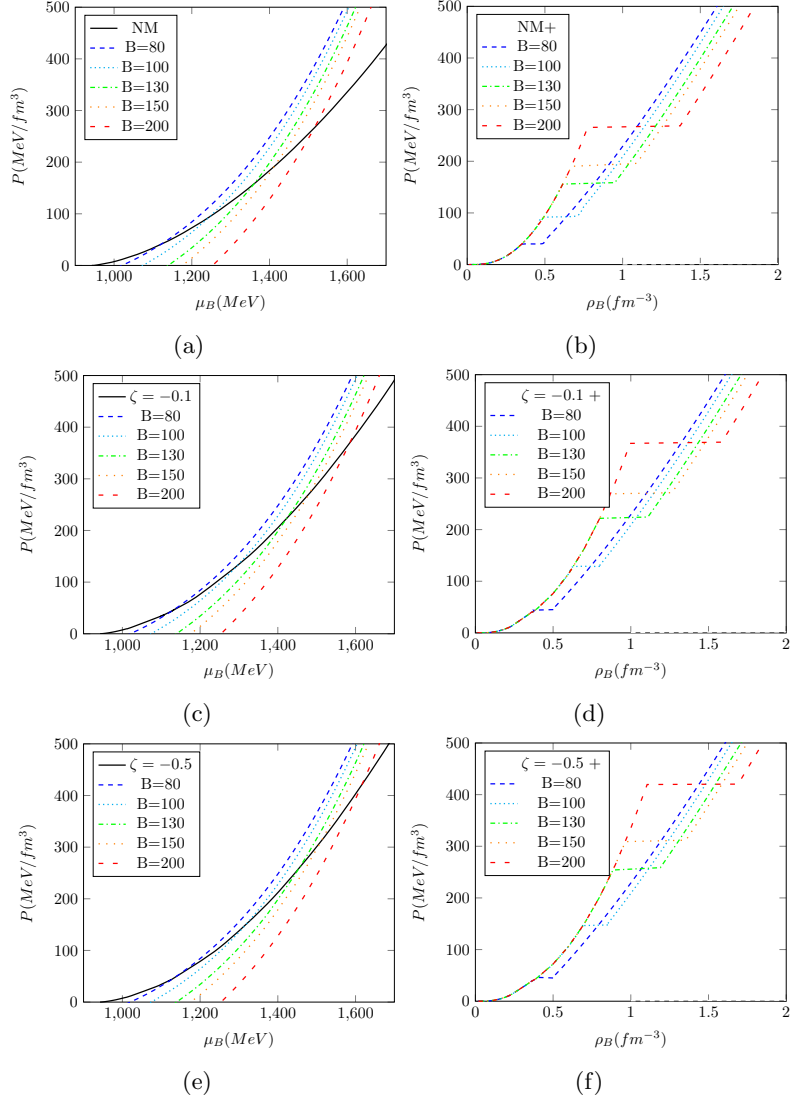 500
400
300
200
100
0
P(MeV/fm³)
1,000 1,200 1,400 1,600
μ_B(MeV)
NM
B=80
B=100
B=130
B=150
B=200
(a)
500
400
300
200
100
0
P(MeV/fm³)
0 0.5 1 1.5 2
ρ_B(fm⁻³)
NM+
B=80
B=100
B=130
B=150
B=200
(b)
500
400
300
200
100
0
P(MeV/fm³)
1,000 1,200 1,400 1,600
μ_B(MeV)
ζ = −0.1
B=80
B=100
B=130
B=150
B=200
(c)
500
400
300
200
100
0
P(MeV/fm³)
0 0.5 1 1.5 2
ρ_B(fm⁻³)
ζ = −0.1 +
B=80
B=100
B=130
B=150
B=200
(d)
500
400
300
200
100
0
P(MeV/fm³)
1,000 1,200 1,400 1,600
μ_B(MeV)
ζ = −0.5
B=80
B=100
B=130
B=150
B=200
(e)
500
400
300
200
100
0
P(MeV/fm³)
0 0.5 1 1.5 2
ρ_B(fm⁻³)
ζ = −0.5 +
B=80
B=100
B=130
B=150
B=200
(f)